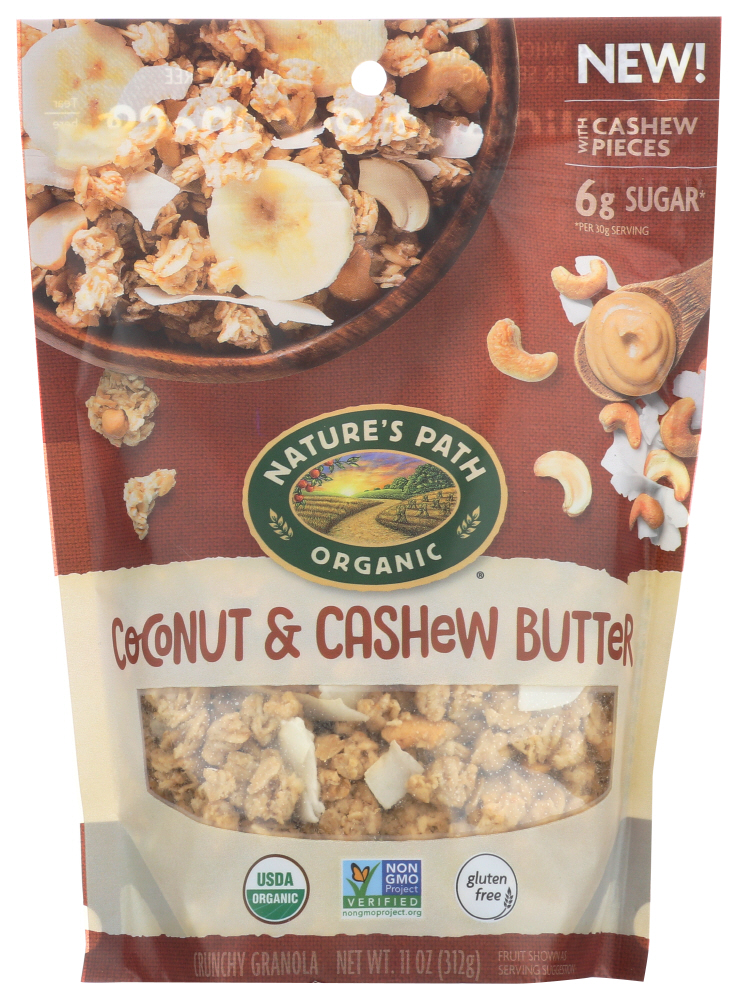 NEW!
WITH CASHEW
PIECES
6g SUGAR*
*PER 30g SERVING
NATURE'S PATH
ORGANIC
®
COCONUT & CASHEW BUTTER
USDA
ORGANIC
NON
GMO
Project
VERIFIED
nongmoproject.org
gluten
free
CRUNCHY GRANOLA NET WT. 11 OZ (312g)
FRUIT SHOWN AS
SERVING SUGGESTION